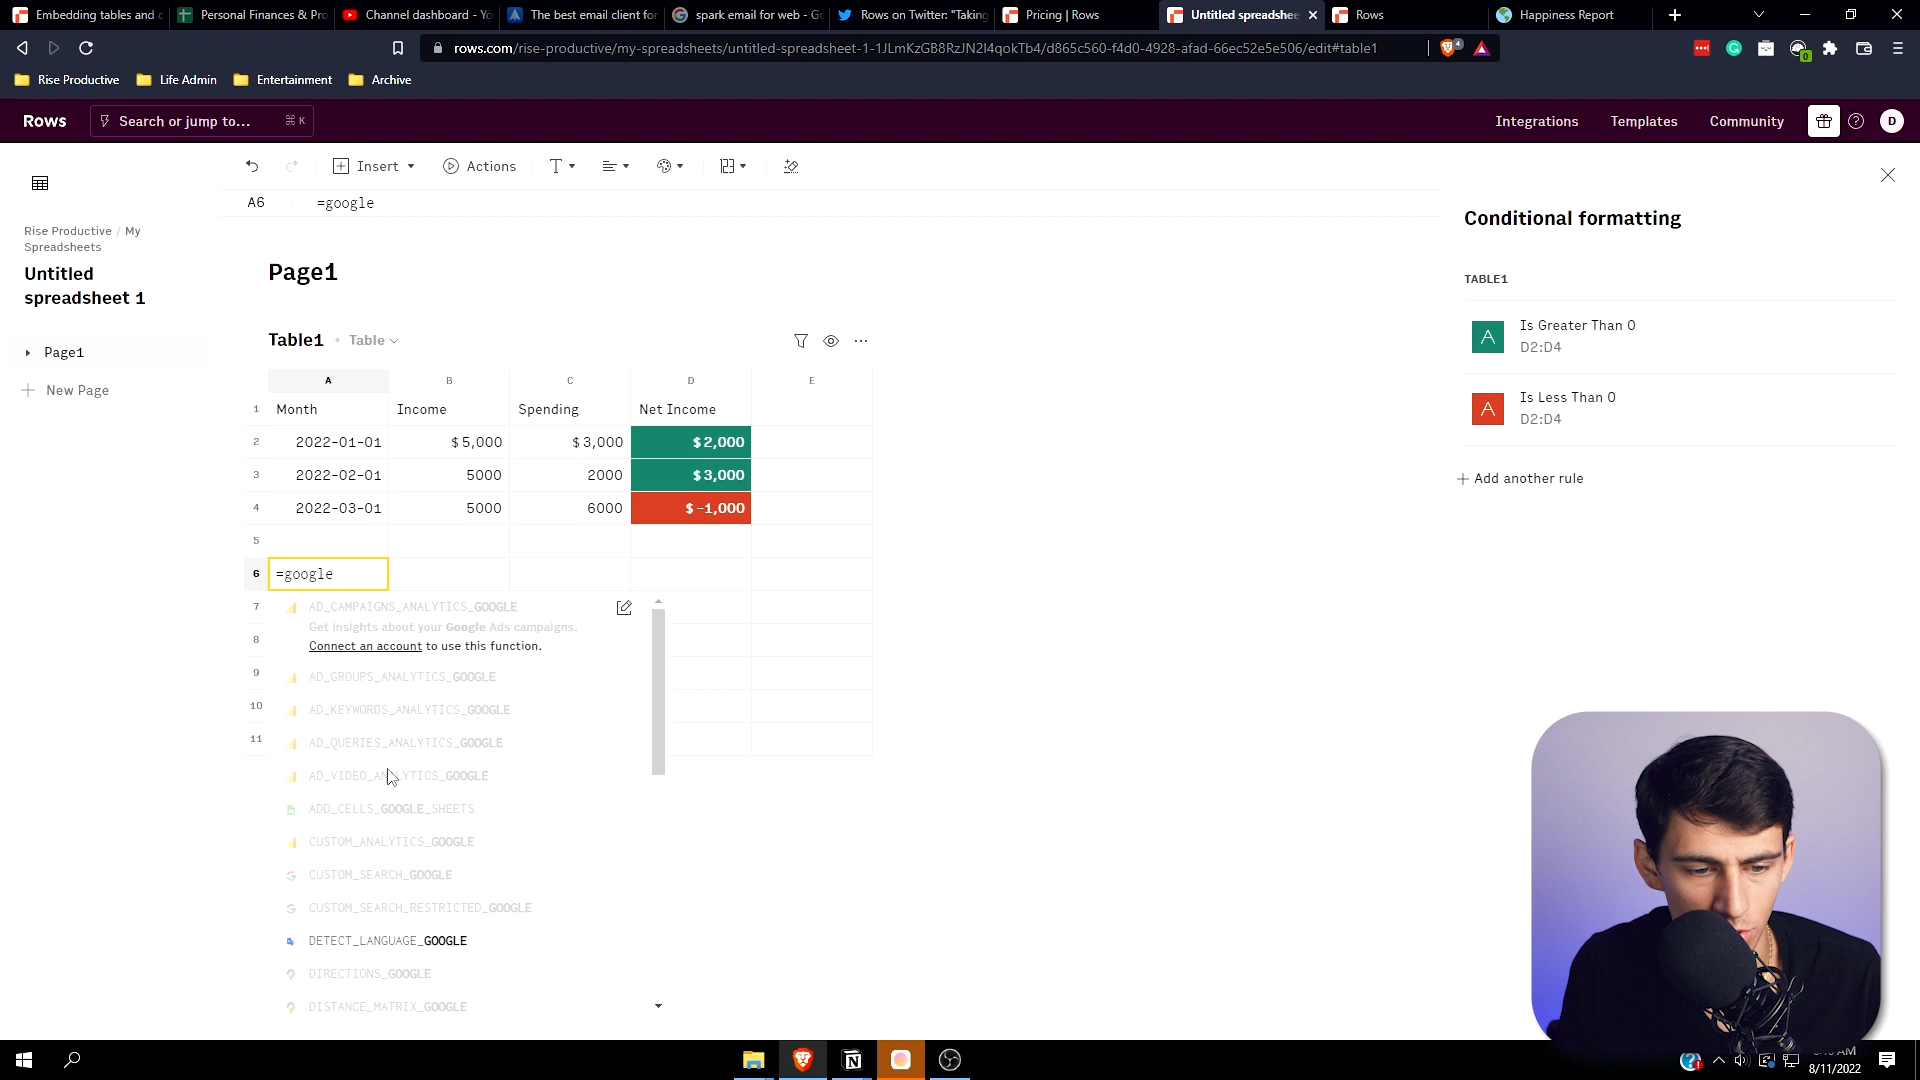 Embedding tables and c
Personal Finances & Pro
Channel dashboard - Yo
The best email client for
spark email for web - Go
Rows on Twitter: "Taking
Pricing | Rows
Untitled spreadshee
Rows
Happiness Report
rows.com/rise-productive/my-spreadsheets/untitled-spreadsheet-1-1JLmKzGB8RzJN2I4qokTb4/d865c560-f4d0-4928-afad-66ec52e5e506/edit#table1
4
0
Rise Productive
Life Admin
Entertainment
Archive
Rows
Search or jump to...
⌘ K
Integrations
Templates
Community
D
Insert
Actions
A6
=google
Rise Productive / My
Spreadsheets
Untitled
spreadsheet 1
Page1
New Page
Page1
Table1 • Table
A B C D E
1 Month Income Spending Net Income
2 2022-01-01 $5,000 $3,000 $2,000
3 2022-02-01 5000 2000 $3,000
4 2022-03-01 5000 6000 $-1,000
5
6 =google
7
8
9
10
11
AD_CAMPAIGNS_ANALYTICS_GOOGLE
Get insights about your Google Ads campaigns.
Connect an account to use this function.
AD_GROUPS_ANALYTICS_GOOGLE
AD_KEYWORDS_ANALYTICS_GOOGLE
AD_QUERIES_ANALYTICS_GOOGLE
AD_VIDEO_ANALYTICS_GOOGLE
ADD_CELLS_GOOGLE_SHEETS
CUSTOM_ANALYTICS_GOOGLE
CUSTOM_SEARCH_GOOGLE
CUSTOM_SEARCH_RESTRICTED_GOOGLE
DETECT_LANGUAGE_GOOGLE
DIRECTIONS_GOOGLE
DISTANCE_MATRIX_GOOGLE
Conditional formatting
TABLE1
A
Is Greater Than 0
D2:D4
A
Is Less Than 0
D2:D4
Add another rule
AM
8/11/2022